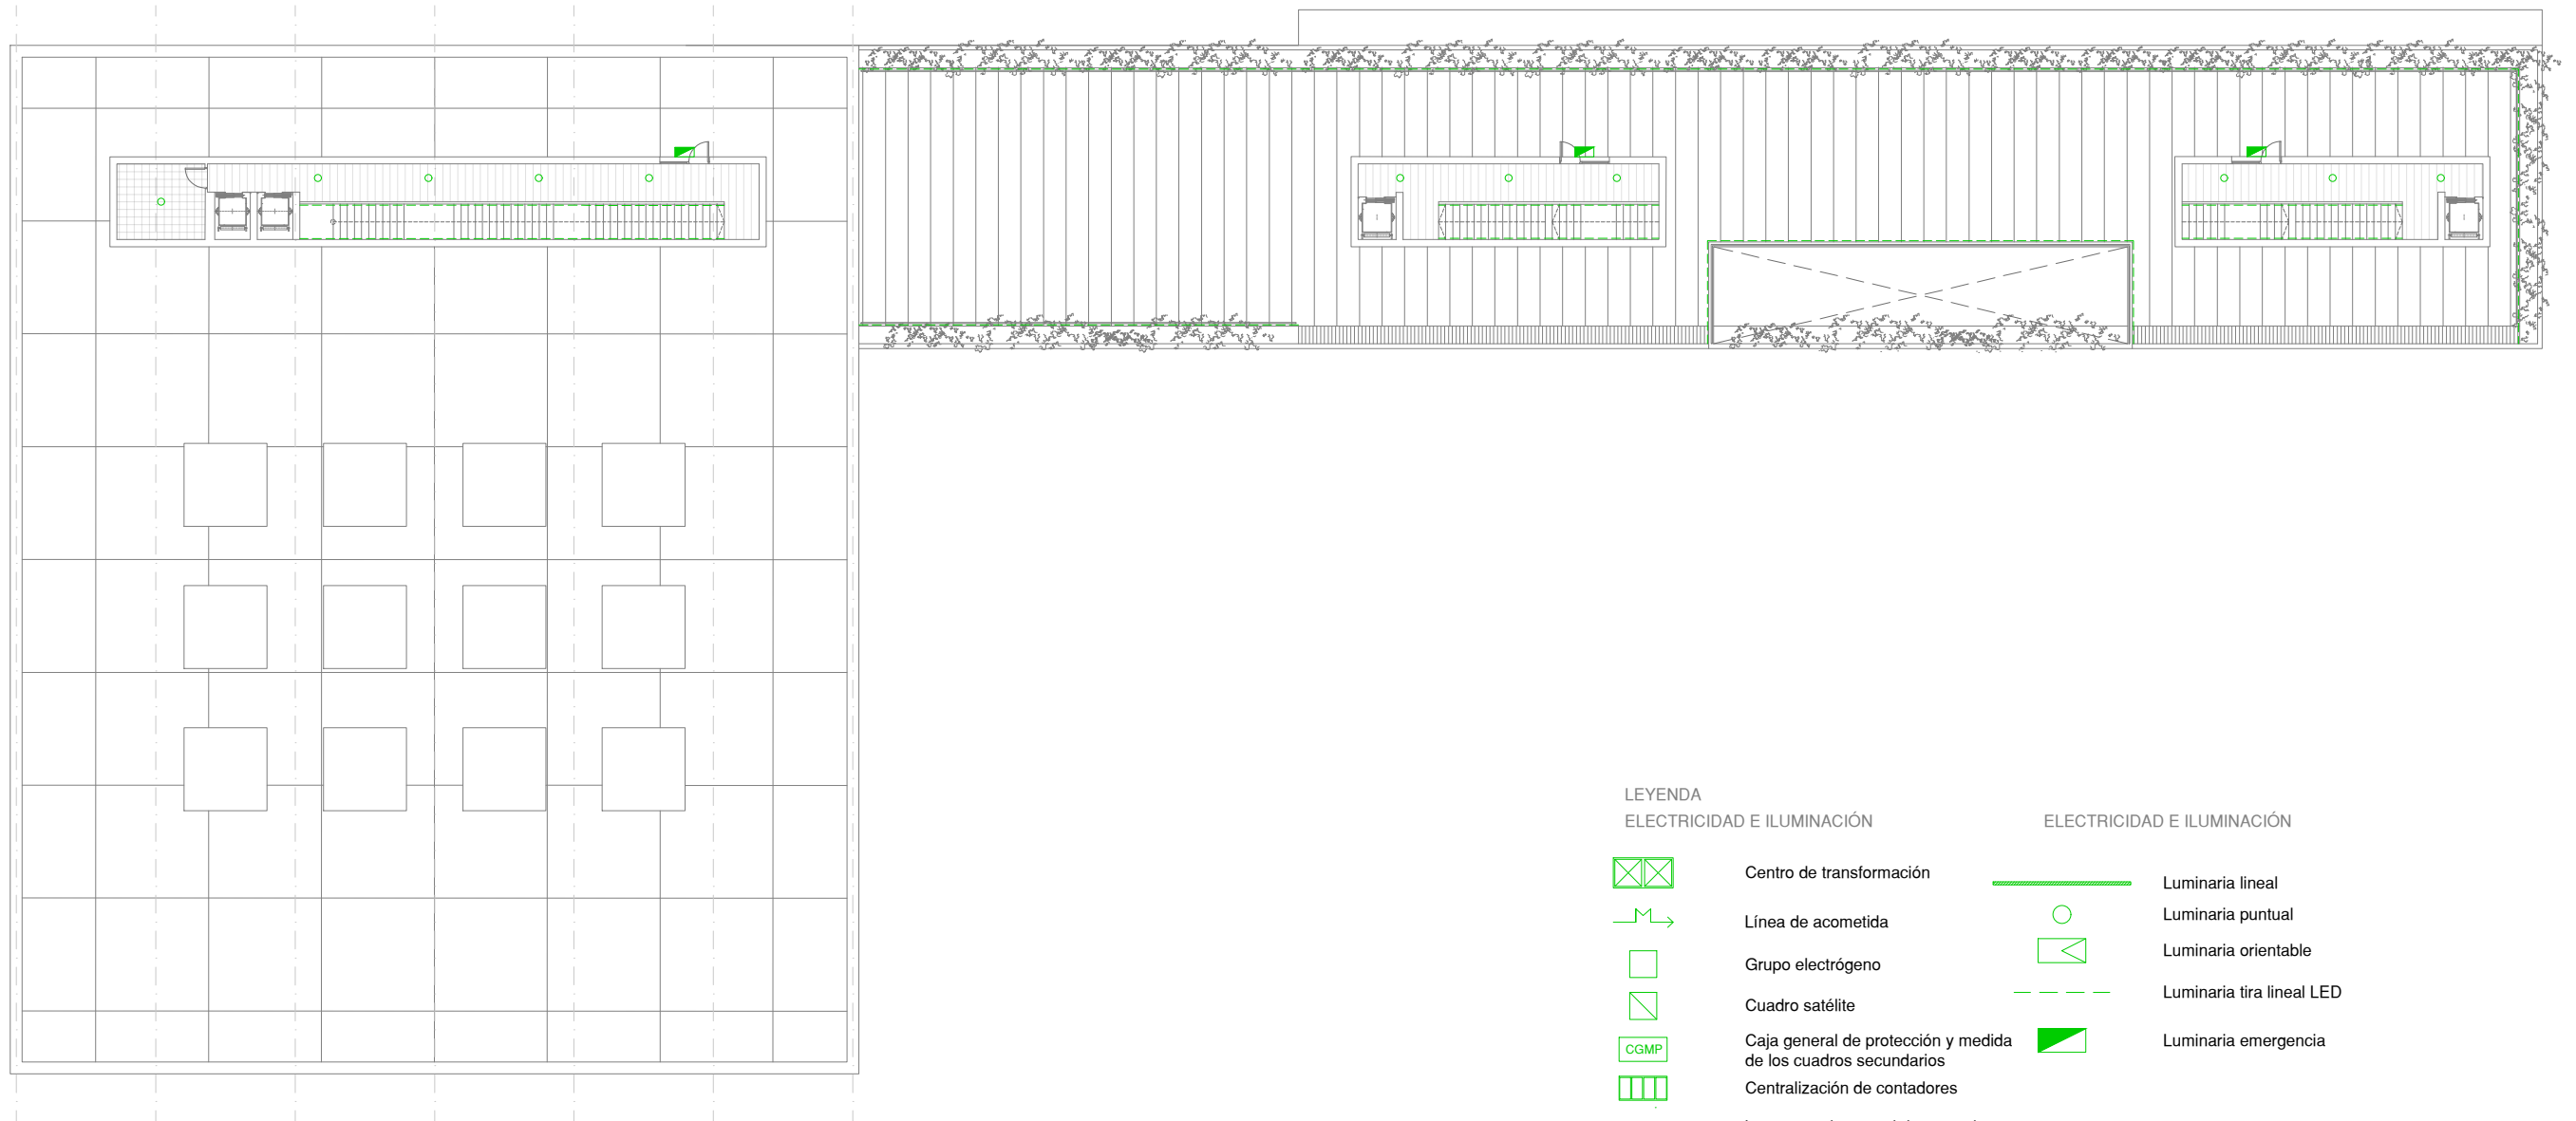 LEYENDA
ELECTRICIDAD E ILUMINACIÓN
Centro de transformación
Línea de acometida
Grupo electrógeno
Cuadro satélite
CGMP
Caja general de protección y medida
de los cuadros secundarios
Centralización de contadores
ELECTRICIDAD E ILUMINACIÓN
Luminaria lineal
Luminaria puntual
Luminaria orientable
Luminaria tira lineal LED
Luminaria emergencia